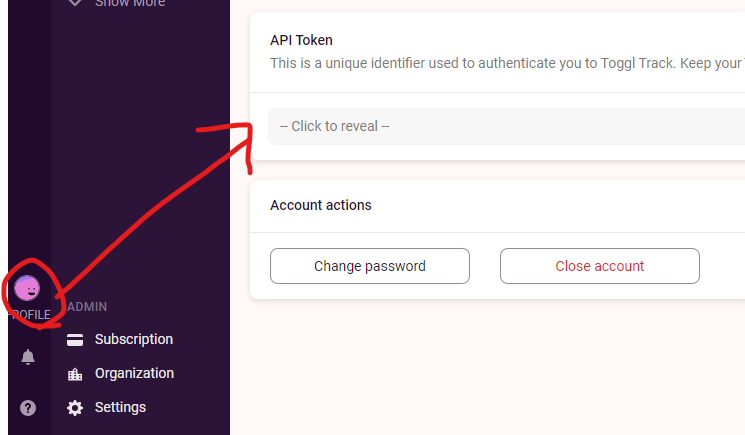 Show More
API Token
This is a unique identifier used to authenticate you to Toggl Track. Keep your
-- Click to reveal --
Account actions
Change password
Close account
ROFILE
ADMIN
Subscription
Organization
Settings